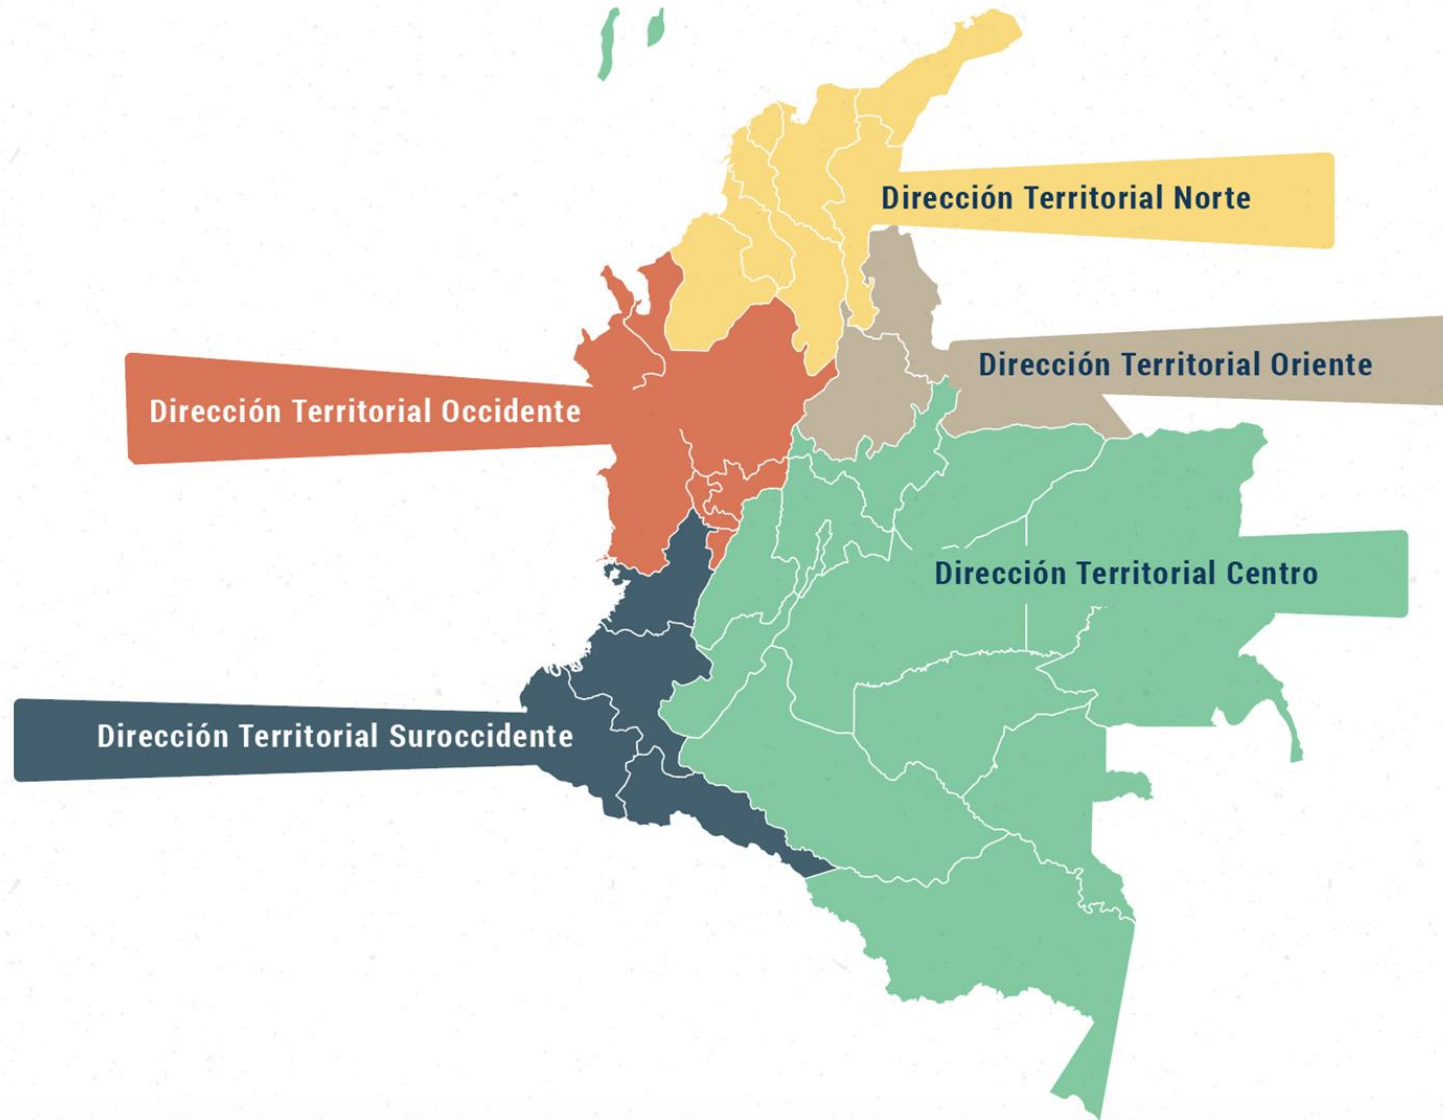 Dirección Territorial Norte
Dirección Territorial Oriente
Dirección Territorial Occidente
Dirección Territorial Centro
Dirección Territorial Suroccidente